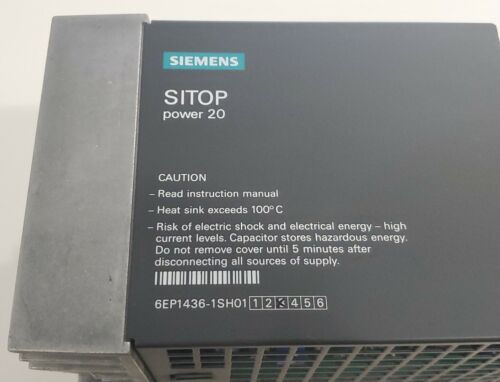 SIEMENS
SITOP
power 20
CAUTION
– Read instruction manual
– Heat sink exceeds 100°C
– Risk of electric shock and electrical energy – high
current levels. Capacitor stores hazardous energy.
Do not remove cover until 5 minutes after
disconnecting all sources of supply.
6EP1436-1SH01 1 2 3 4 5 6